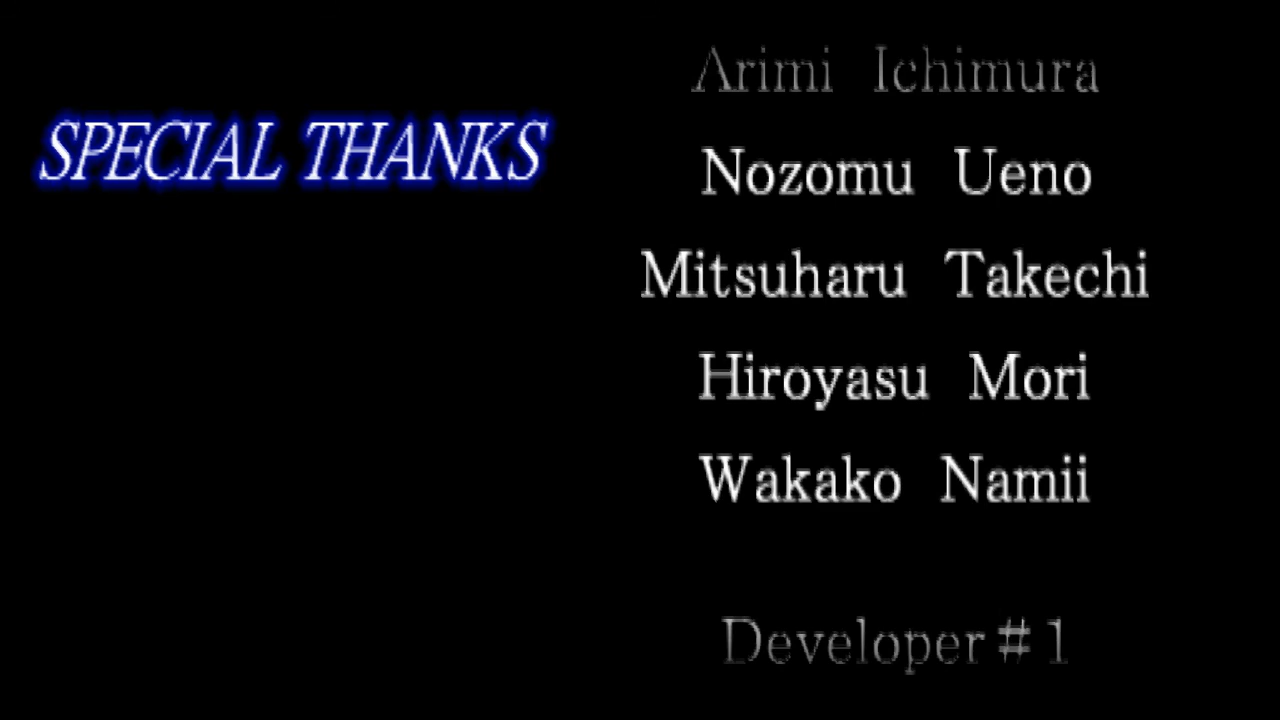 SPECIAL THANKS
Arimi Ichimura
Nozomu Ueno
Mitsuharu Takechi
Hiroyasu Mori
Wakako Namii
Developer#1